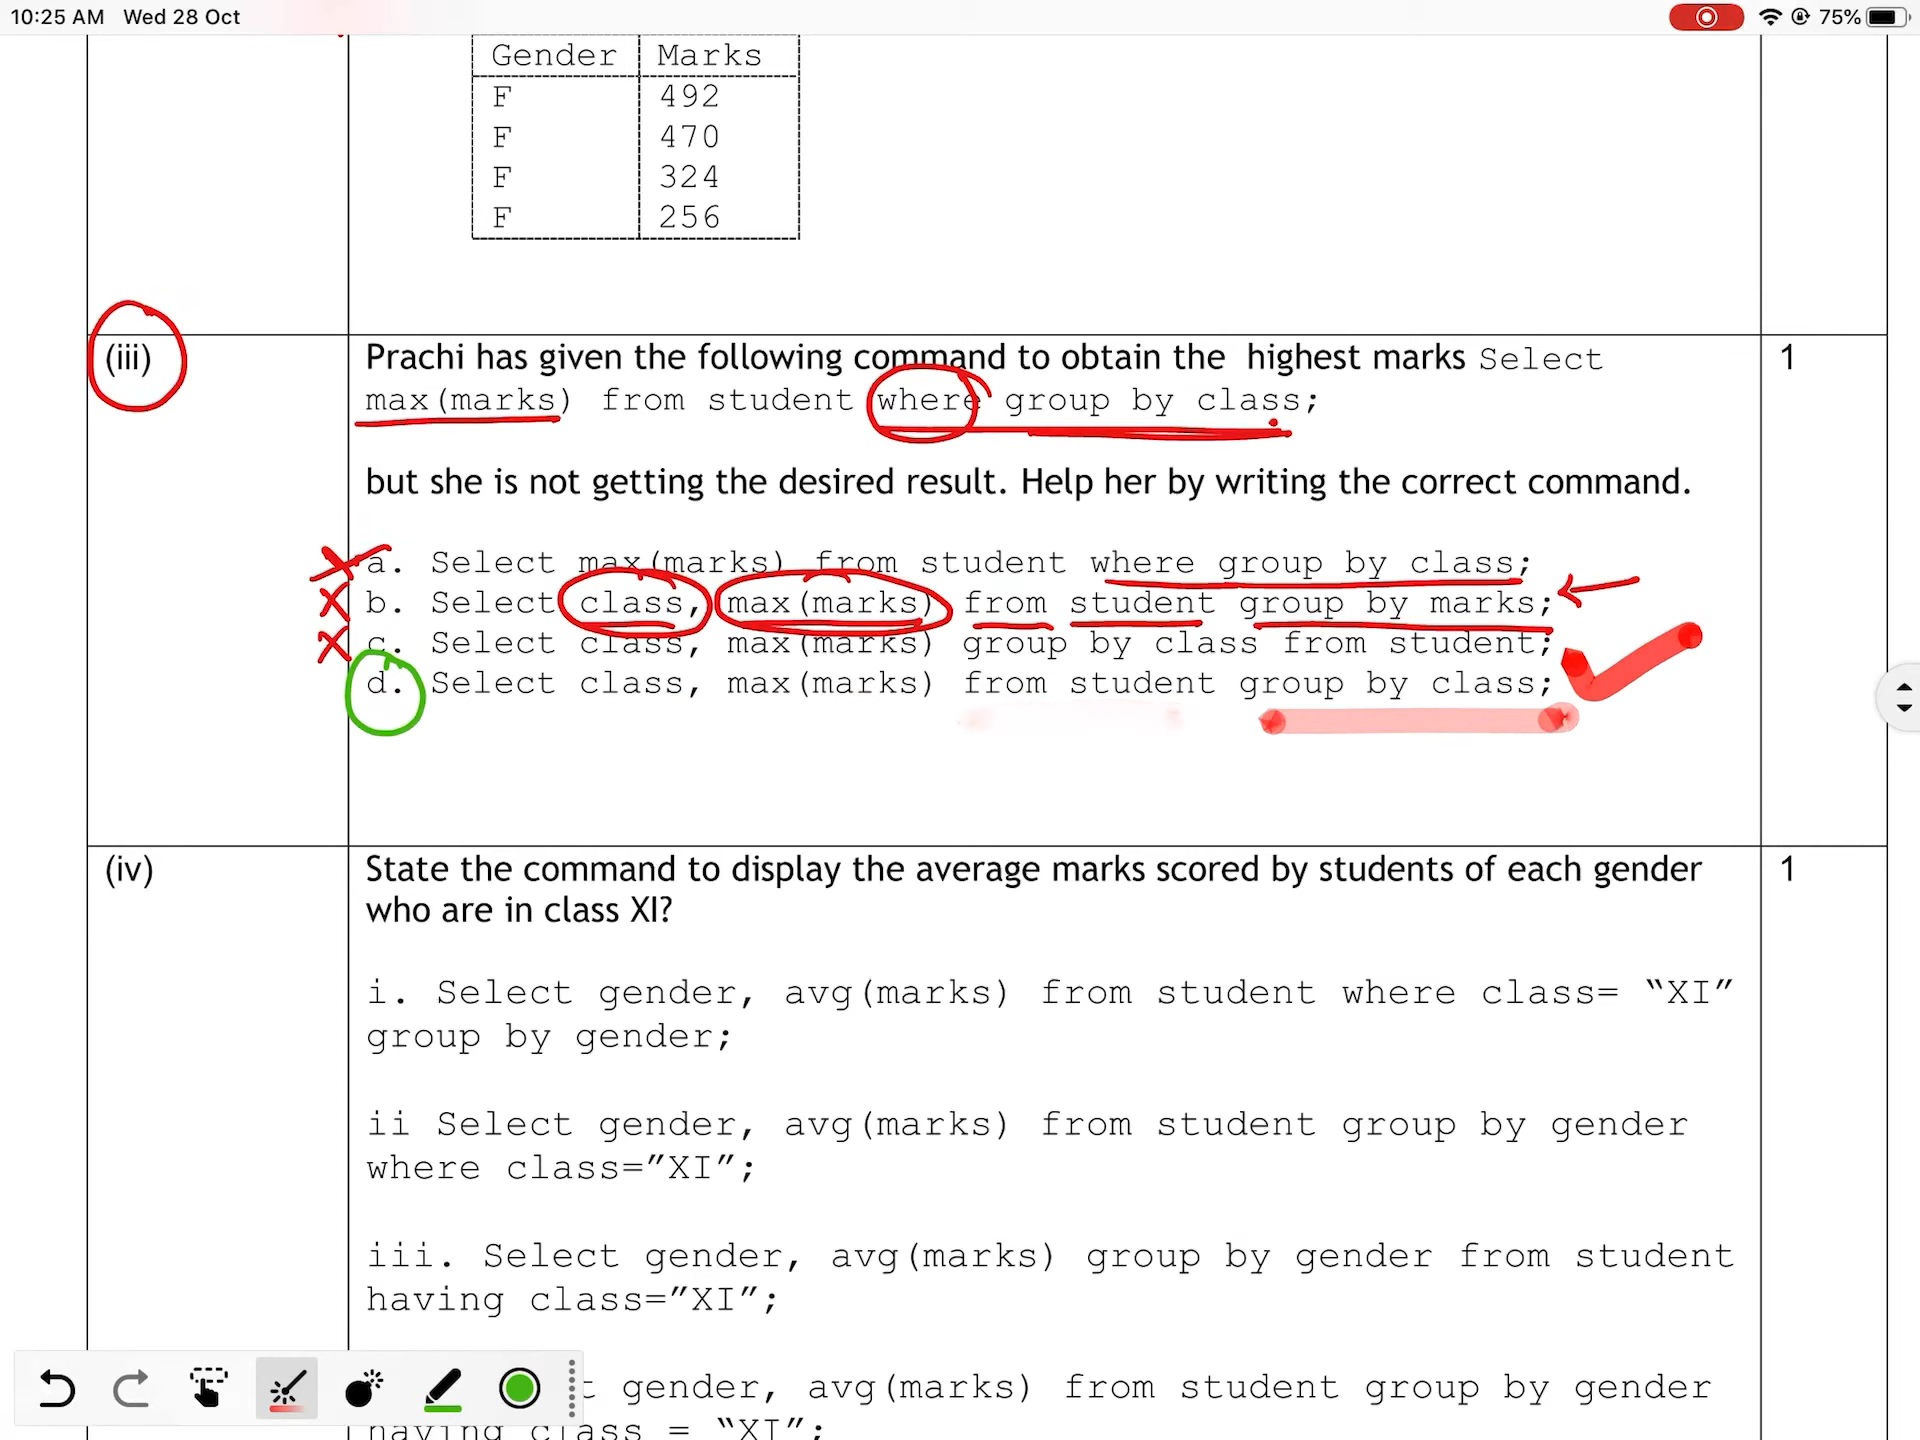 10:25 AM Wed 28 Oct
75%
Gender Marks
F 492
F 470
F 324
F 256
(iii) Prachi has given the following command to obtain the highest marks Select 1
max(marks) from student where group by class;
but she is not getting the desired result. Help her by writing the correct command.
a. Select max(marks) from student where group by class;
b. Select class, max(marks) from student group by marks;
c. Select class, max(marks) group by class from student;
d. Select class, max(marks) from student group by class;
(iv) State the command to display the average marks scored by students of each gender 1
who are in class XI?
i. Select gender, avg(marks) from student where class= “XI”
group by gender;
ii Select gender, avg(marks) from student group by gender
where class=”XI”;
iii. Select gender, avg(marks) group by gender from student
having class=”XI”;
gender, avg(marks) from student group by gender
having class = “XI”;